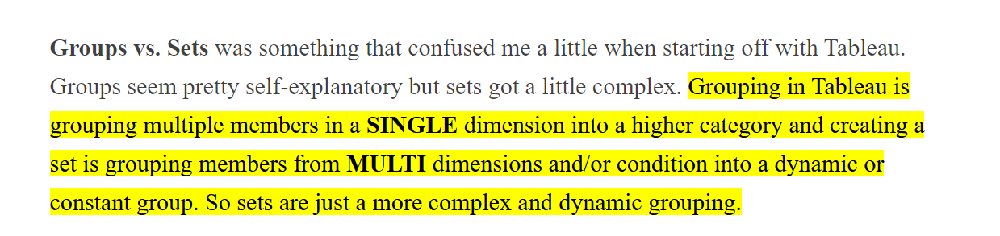 Groups vs. Sets was something that confused me a little when starting off with Tableau.
Groups seem pretty self-explanatory but sets got a little complex. Grouping in Tableau is
grouping multiple members in a SINGLE dimension into a higher category and creating a
set is grouping members from MULTI dimensions and/or condition into a dynamic or
constant group. So sets are just a more complex and dynamic grouping.